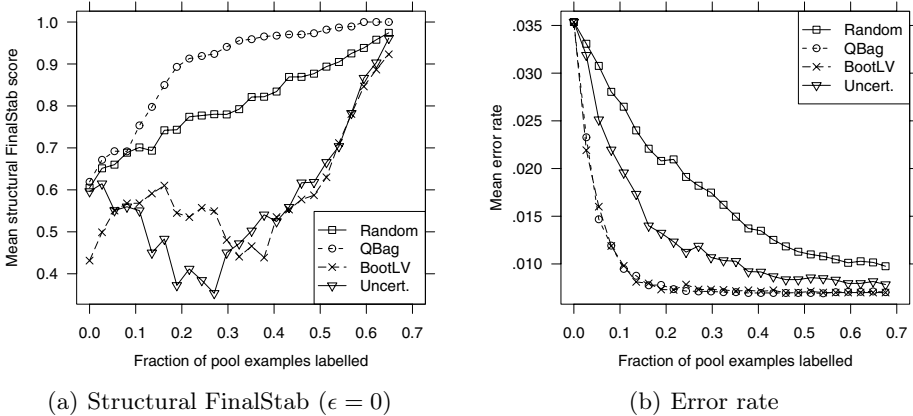 1.0
0.9
0.8
0.7
0.6
0.5
0.4
Mean structural FinalStab score
Random
QBag
BootLV
Uncert.
0.0 0.1 0.2 0.3 0.4 0.5 0.6 0.7
Fraction of pool examples labelled
(a) Structural FinalStab (ϵ = 0)
.035
.030
.025
.020
.015
.010
Mean error rate
Random
QBag
BootLV
Uncert.
0.0 0.1 0.2 0.3 0.4 0.5 0.6 0.7
Fraction of pool examples labelled
(b) Error rate